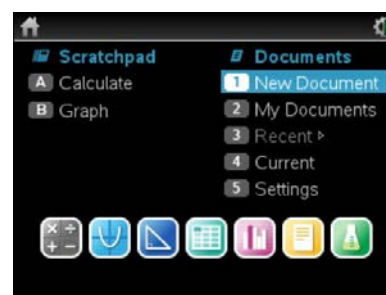 Scratchpad
A Calculate
B Graph
Documents
1 New Document
2 My Documents
3 Recent
4 Current
5 Settings